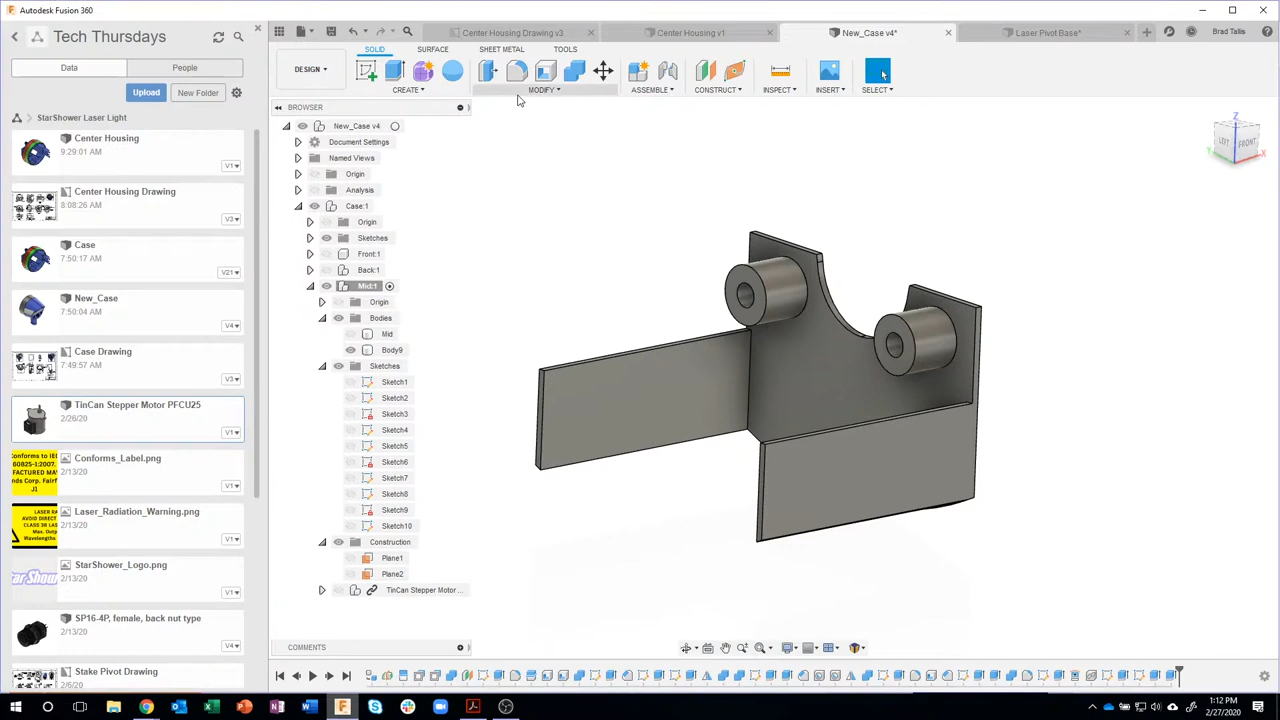 Autodesk Fusion 360
Tech Thursdays
Data
People
Upload
New Folder
StarShower Laser Light
Center Housing
9:29:01 AM
V1▾
Center Housing Drawing
8:08:26 AM
V3▾
Case
7:50:17 AM
V21▾
New_Case
7:50:04 AM
V4▾
Case Drawing
7:49:57 AM
V3▾
TinCan Stepper Motor PFCU25
2/26/20
V1▾
Conforms_Label.png
2/13/20
V1▾
Laser_Radiation_Warning.png
2/13/20
V1▾
StarShower_Logo.png
2/13/20
V1▾
SP16-4P, female, back nut type
2/13/20
V4▾
Stake Pivot Drawing
2/6/20
Center Housing Drawing v3
Center Housing v1
New_Case v4*
Laser Pivot Base*
Brad Tallis
SOLID
SURFACE
SHEET METAL
TOOLS
DESIGN ▾
CREATE ▾
MODIFY ▾
ASSEMBLE ▾
CONSTRUCT ▾
INSPECT ▾
INSERT ▾
SELECT ▾
BROWSER
New_Case v4
Document Settings
Named Views
Origin
Analysis
Case:1
Origin
Sketches
Front:1
Back:1
Mid:1
Origin
Bodies
Mid
Body9
Sketches
Sketch1
Sketch2
Sketch3
Sketch4
Sketch5
Sketch6
Sketch7
Sketch8
Sketch9
Sketch10
Construction
Plane1
Plane2
TinCan Stepper Motor ...
Z
LEFT
FRONT
Y
X
COMMENTS
1:12 PM
2/27/2020